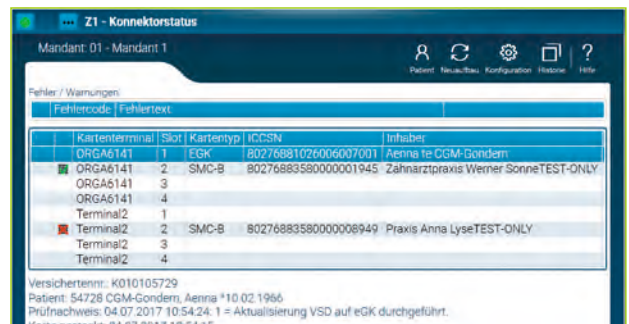 Z1 - Konnektorstatus
Mandant: 01 - Mandant 1
Patient Neuaufbau Konfiguration Historie Hilfe
Fehler / Warnungen:
Fehlercode Fehlertext
Kartenterminal Slot Kartentyp ICCSN Inhaber
ORGA6141 1 EGK 80276881026006007001 Aenna te CGM-Gondern
ORGA6141 2 SMC-B 80276883580000001945 Zahnarztpraxis Werner SonneTEST-ONLY
ORGA6141 3
ORGA6141 4
Terminal2 1
Terminal2 2 SMC-B 80276883580000008949 Praxis Anna LyseTEST-ONLY
Terminal2 3
Terminal2 4
Versichertennr.: K010105729
Patient: 54728 CGM-Gondern, Aenna *10.02.1966
Prüfnachweis: 04.07.2017 10:54:24: 1 = Aktualisierung VSD auf eGK durchgeführt.